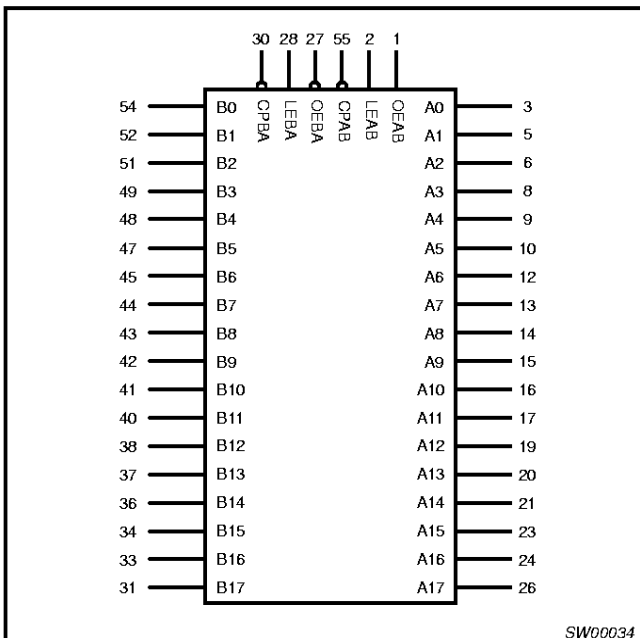 30 28 27 55 2 1
CPBA LEBA OEBA CPAB LEAB OEAB
54 B0 A0 3
52 B1 A1 5
51 B2 A2 6
49 B3 A3 8
48 B4 A4 9
47 B5 A5 10
45 B6 A6 12
44 B7 A7 13
43 B8 A8 14
42 B9 A9 15
41 B10 A10 16
40 B11 A11 17
38 B12 A12 19
37 B13 A13 20
36 B14 A14 21
34 B15 A15 23
33 B16 A16 24
31 B17 A17 26
SW00034